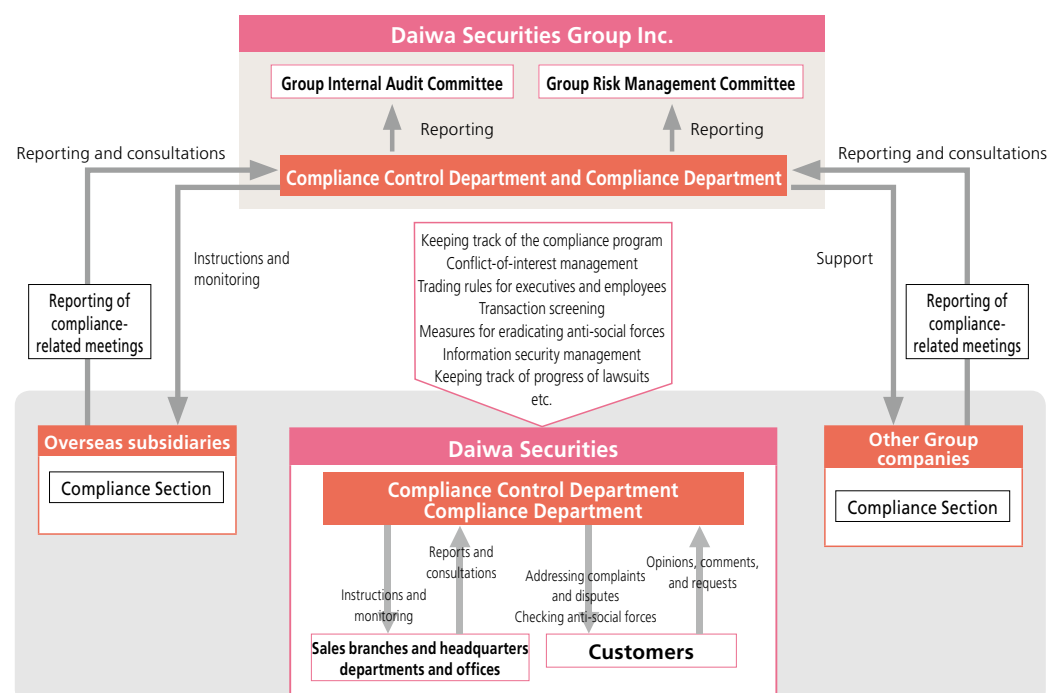 Daiwa Securities Group Inc.
Group Internal Audit Committee
Group Risk Management Committee
Reporting
Reporting
Reporting and consultations
Reporting and consultations
Compliance Control Department and Compliance Department
Instructions and
monitoring
Keeping track of the compliance program
Conflict-of-interest management
Trading rules for executives and employees
Transaction screening
Measures for eradicating anti-social forces
Information security management
Keeping track of progress of lawsuits
etc.
Support
Reporting of
compliance-
related meetings
Reporting of
compliance-
related meetings
Overseas subsidiaries
Compliance Section
Daiwa Securities
Compliance Control Department
Compliance Department
Reports and
consultations
Instructions and
monitoring
Addressing complaints
and disputes
Checking anti-social forces
Opinions, comments,
and requests
Sales branches and headquarters
departments and offices
Customers
Other Group
companies
Compliance Section